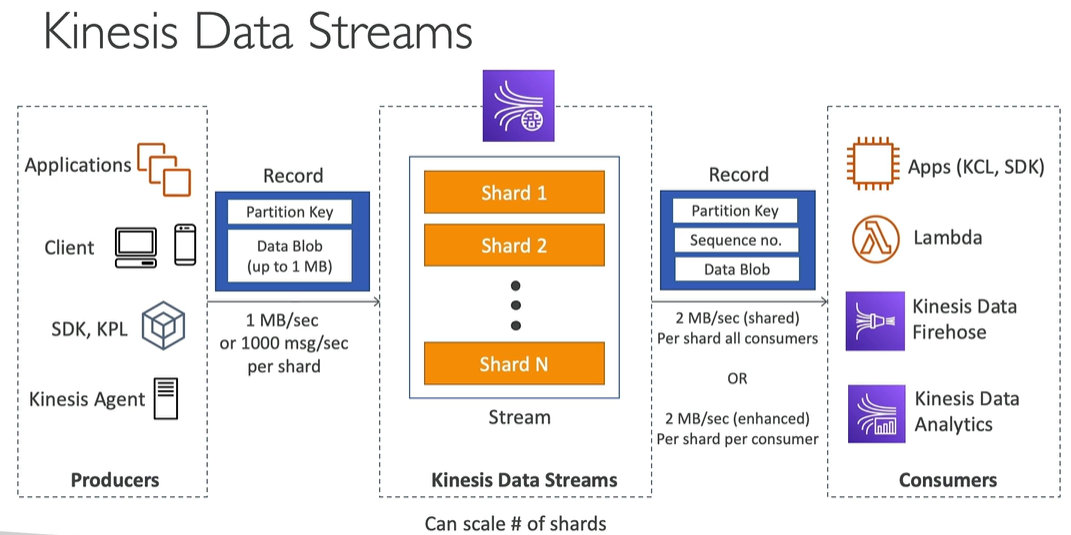 Kinesis Data Streams
Applications
Client
SDK, KPL
Kinesis Agent
Producers
Record
Partition Key
Data Blob
(up to 1 MB)
1 MB/sec
or 1000 msg/sec
per shard
Shard 1
Shard 2
Shard N
Stream
Kinesis Data Streams
Can scale # of shards
Record
Partition Key
Sequence no.
Data Blob
2 MB/sec (shared)
Per shard all consumers
OR
2 MB/sec (enhanced)
Per shard per consumer
Apps (KCL, SDK)
Lambda
Kinesis Data
Firehose
Kinesis Data
Analytics
Consumers